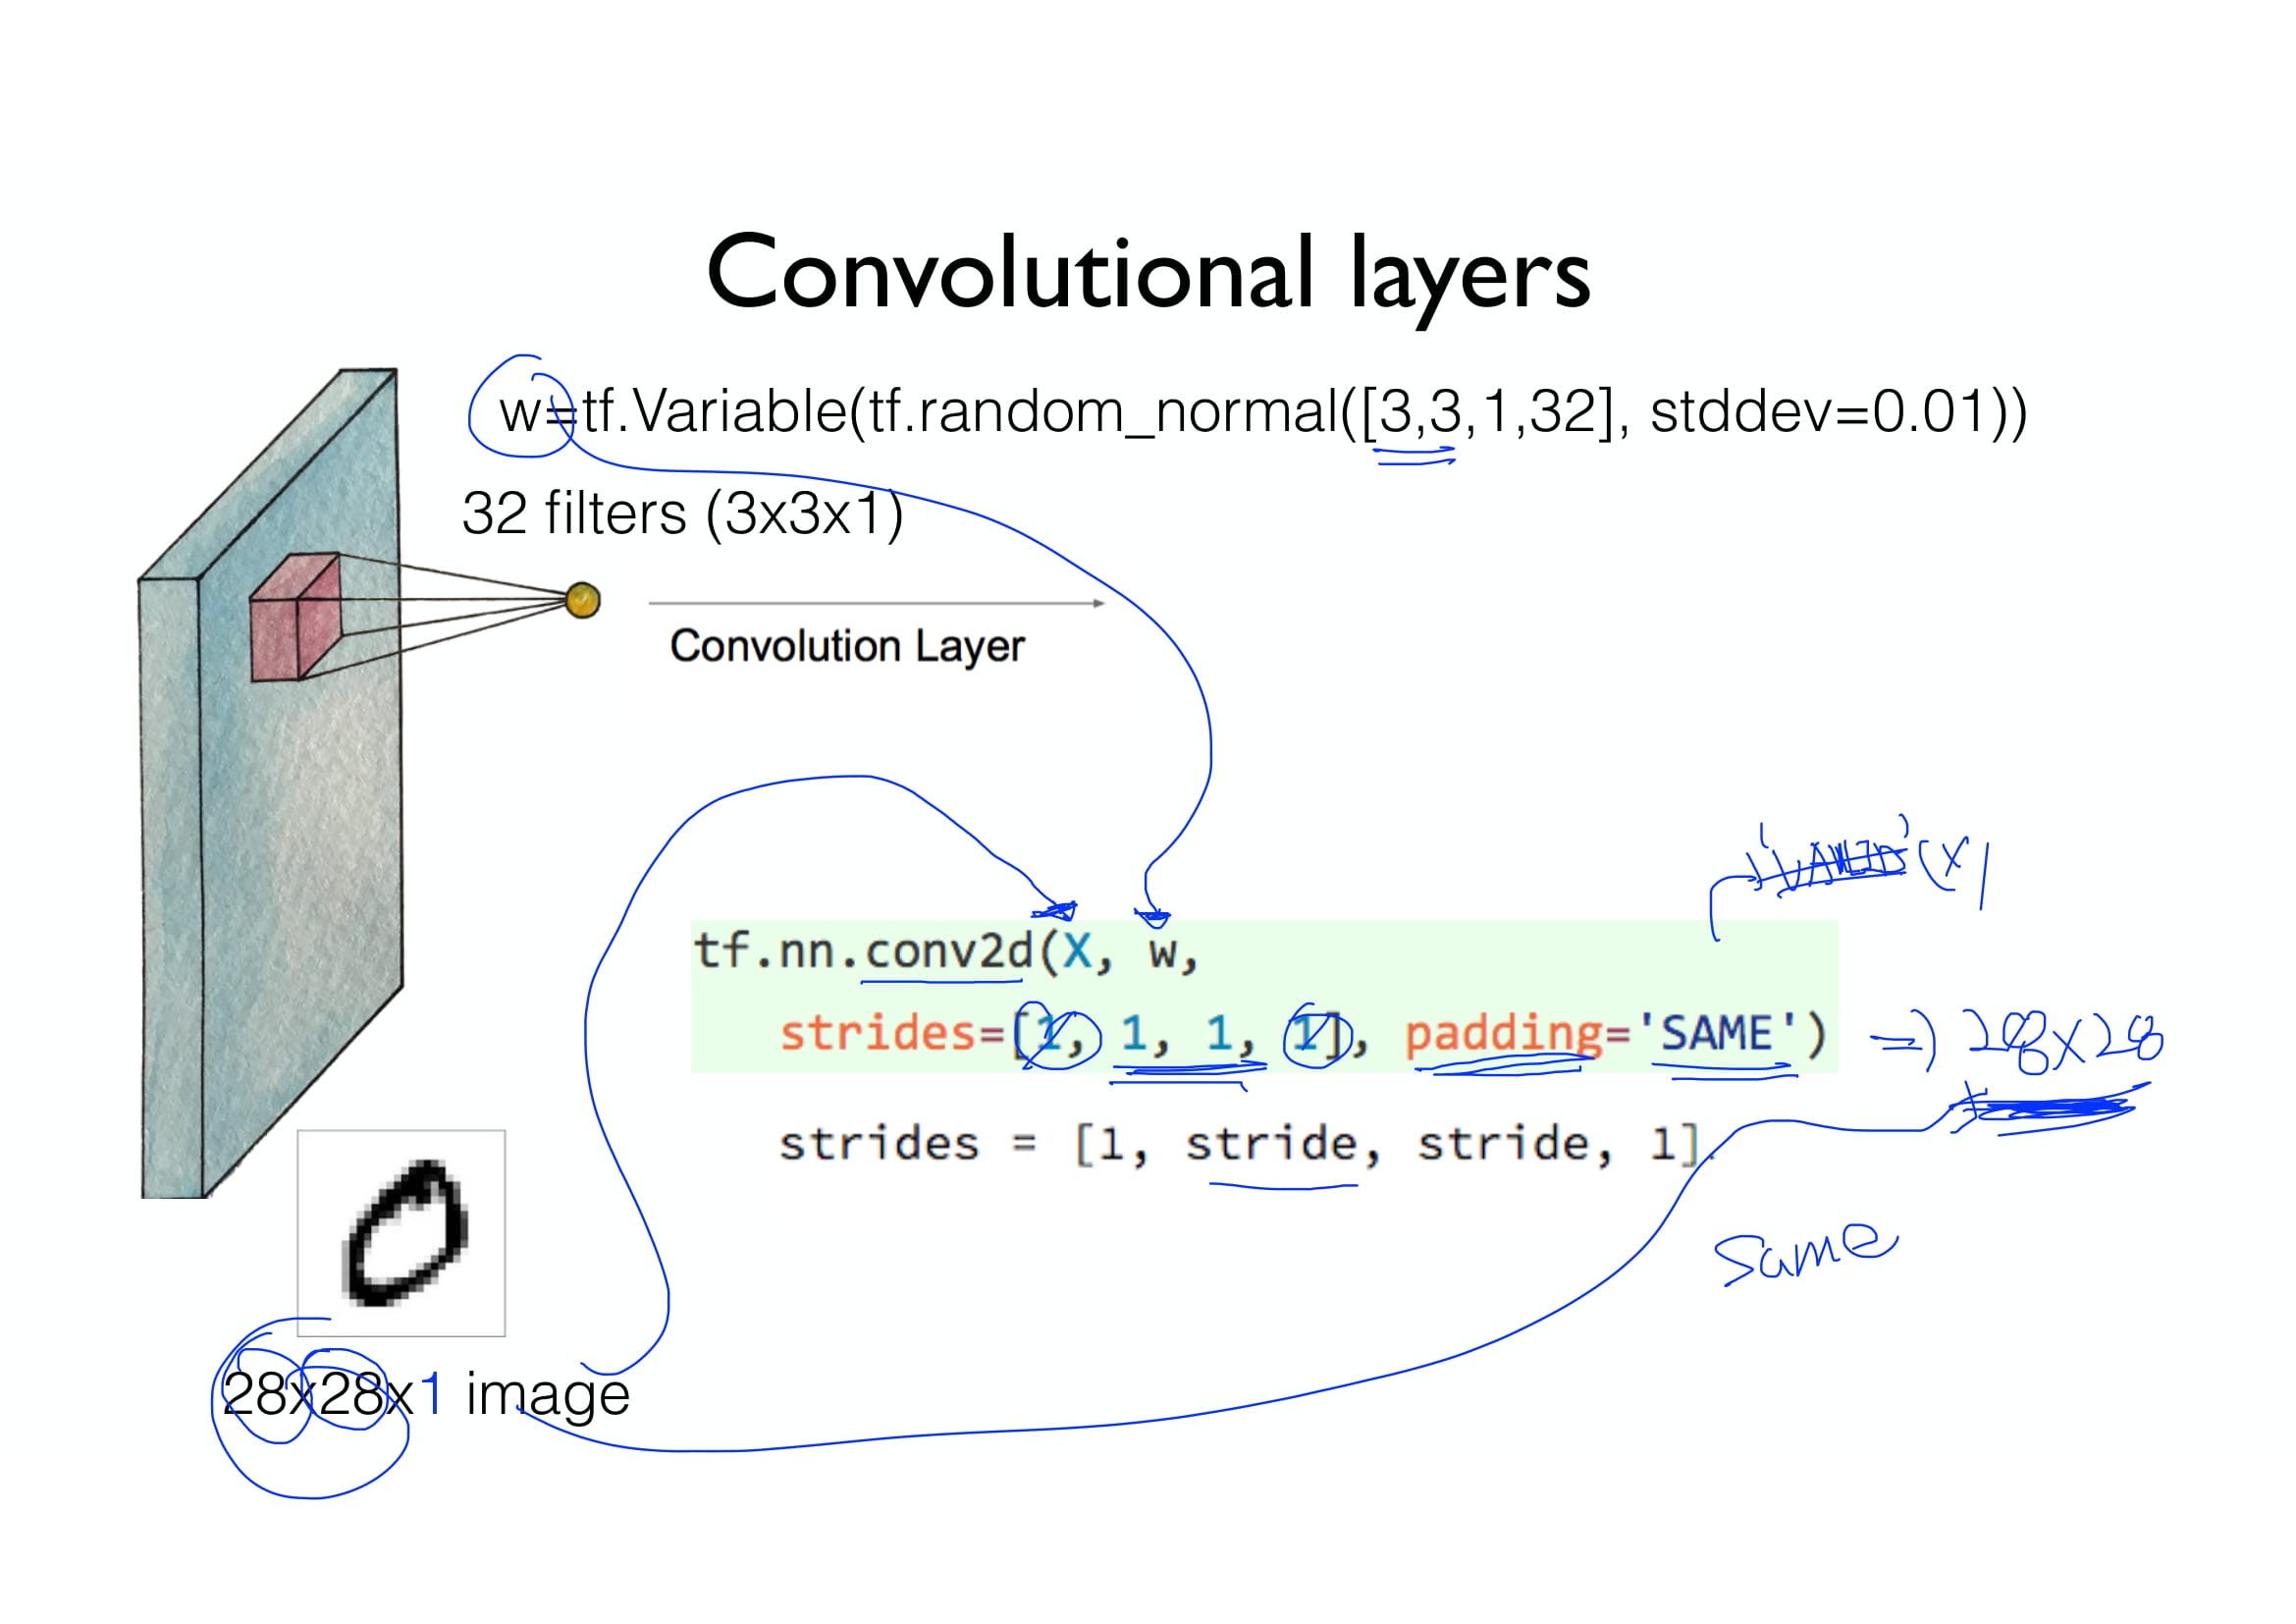 Convolutional layers
w=tf.Variable(tf.random_normal([3,3,1,32], stddev=0.01))
32 filters (3x3x1)
Convolution Layer
'VALID' (X)
tf.nn.conv2d(X, w,
strides=[1, 1, 1, 1], padding='SAME') => 28x28
strides = [1, stride, stride, 1]
Same
28x28x1 image